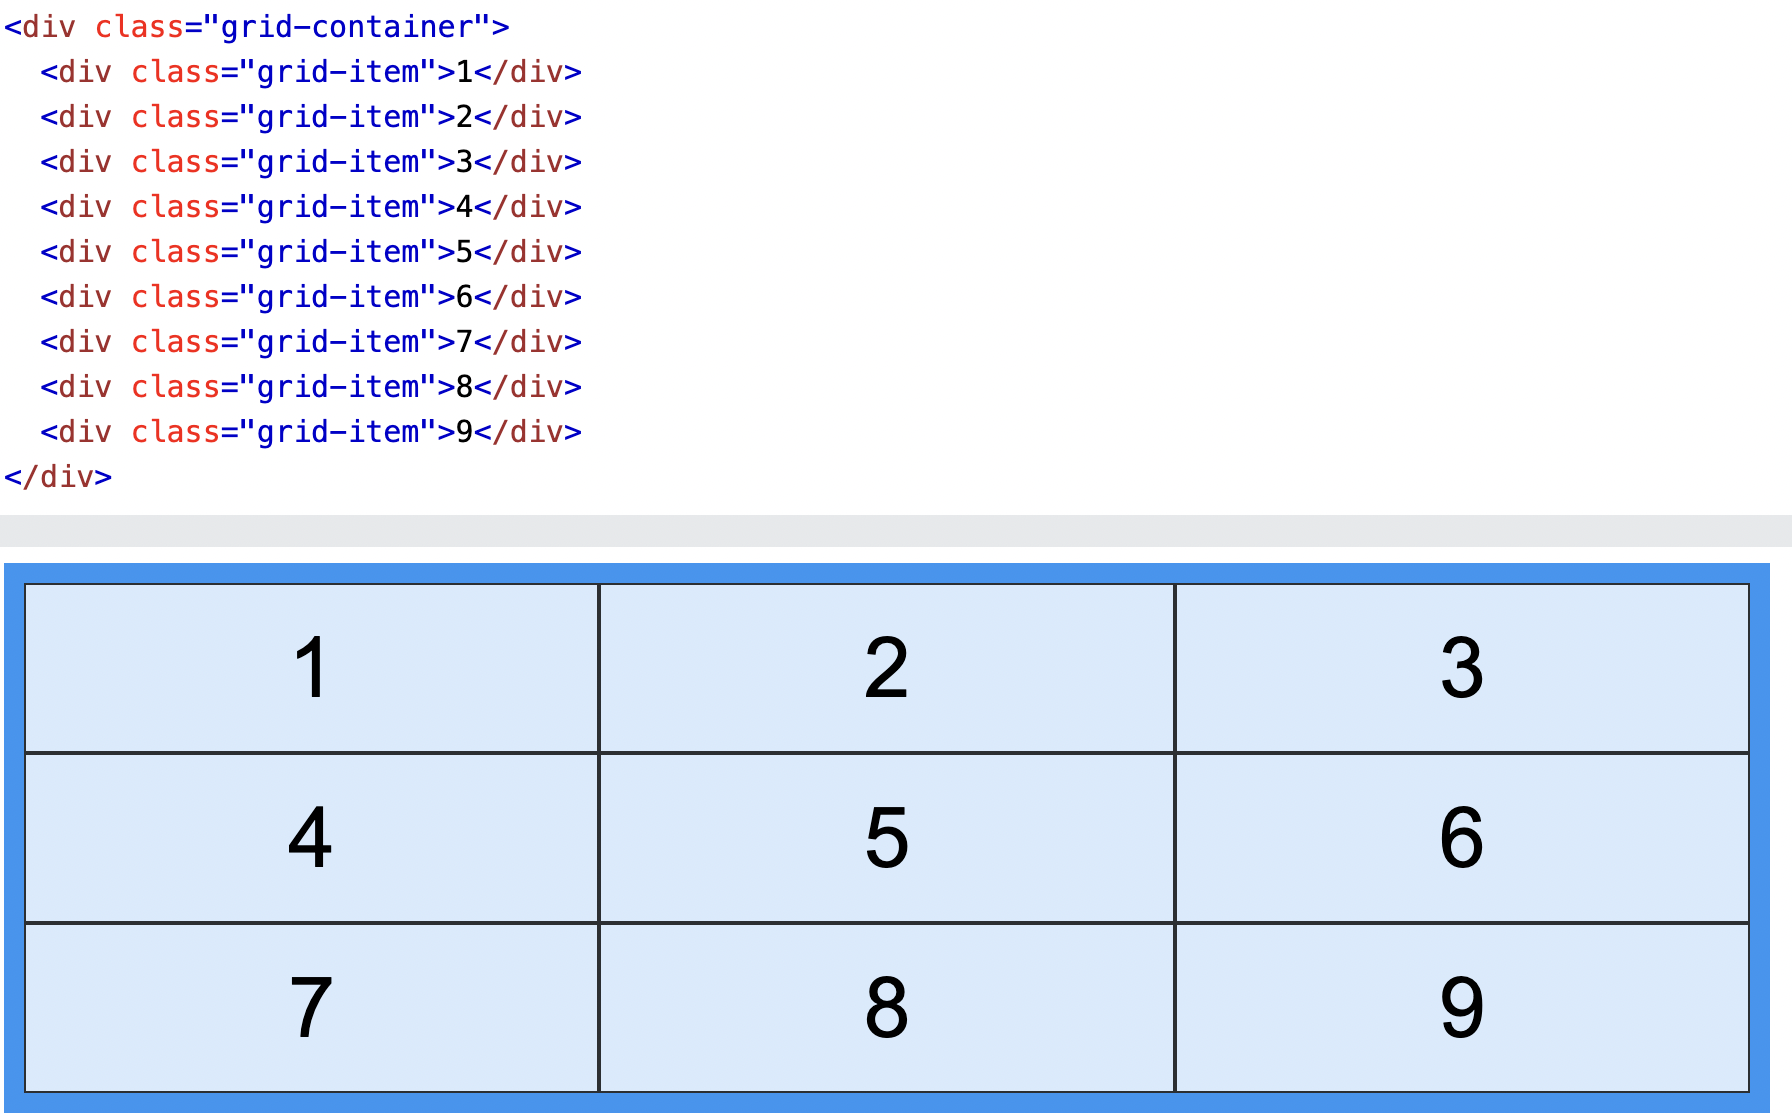 <div class="grid-container">
  <div class="grid-item">1</div>
  <div class="grid-item">2</div>
  <div class="grid-item">3</div>
  <div class="grid-item">4</div>
  <div class="grid-item">5</div>
  <div class="grid-item">6</div>
  <div class="grid-item">7</div>
  <div class="grid-item">8</div>
  <div class="grid-item">9</div>
</div>
1 2 3
4 5 6
7 8 9